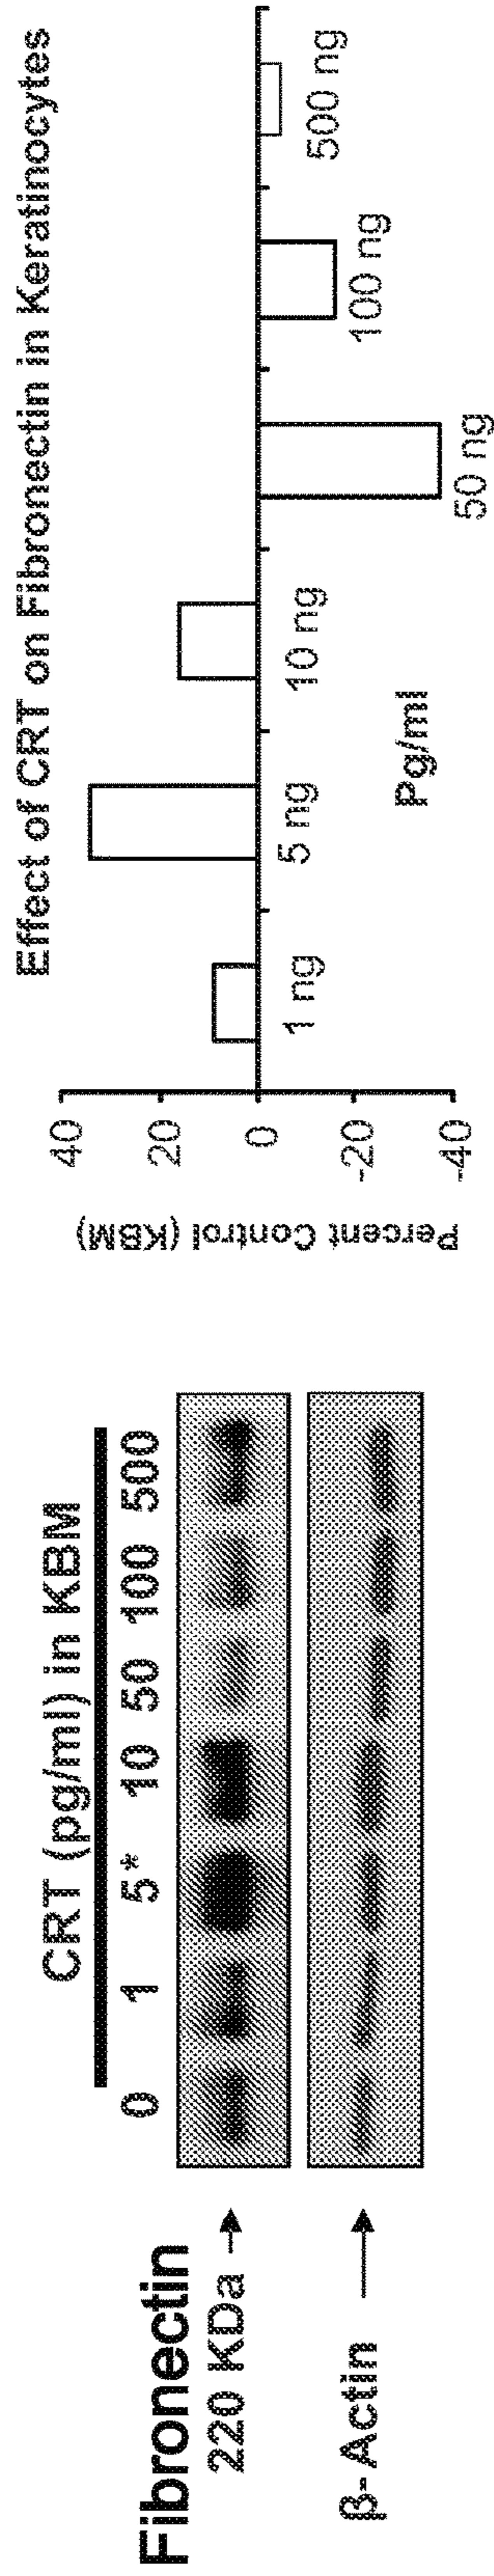 CRT (pg/ml) in KBM
0 1 5* 10 50 100 500
Fibronectin
220 KDa
β- Actin
Effect of CRT on Fibronectin in Keratinocytes
Percent Control (KBM)
40
20
0
-20
-40
1 ng
5 ng
10 ng
50 ng
100 ng
500 ng
Pg/ml